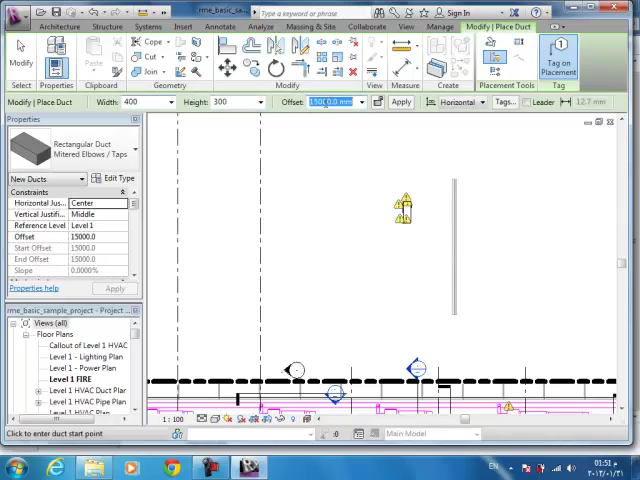 rme_basic_sa...
Type a keyword or phrase
Sign In
Architecture Structure Systems Insert Annotate Analyze Massing & Site Collaborate View Manage Modify | Place Duct
Modify
Paste
Cope
Cut
Join
Tag on
Placement
Select Properties Clipboard Geometry Modify View Measure Create Placement Tools Tag
Modify | Place Duct Width: 400 Height: 300 Offset: 15000.0 mm Apply Horizontal Tags... Leader 12.7 mm
Properties
Rectangular Duct
Mitered Elbows / Taps
New Ducts Edit Type
Constraints
Horizontal Jus... Center
Vertical Justifi... Middle
Reference Level Level 1
Offset 15000.0
Start Offset 15000.0
End Offset 15000.0
Slope 0.0000%
Properties help Apply
rme_basic_sample_project - Project ...
Views (all)
Floor Plans
Callout of Level 1 HVAC
Level 1 - Lighting Plan
Level 1 - Power Plan
Level 1 FIRE
Level 1 HVAC Duct Plan
Level 1 HVAC Pipe Plan
1 : 100
Click to enter duct start point :0 Main Model
EN 01:51 م
٢٠١٢/٠١/٣١